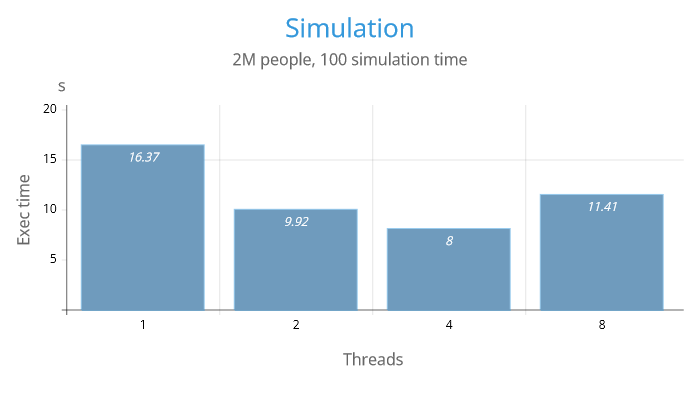 Simulation
2M people, 100 simulation time
s
20
15
10
5
Exec time
16.37
9.92
8
11.41
1 2 4 8
Threads